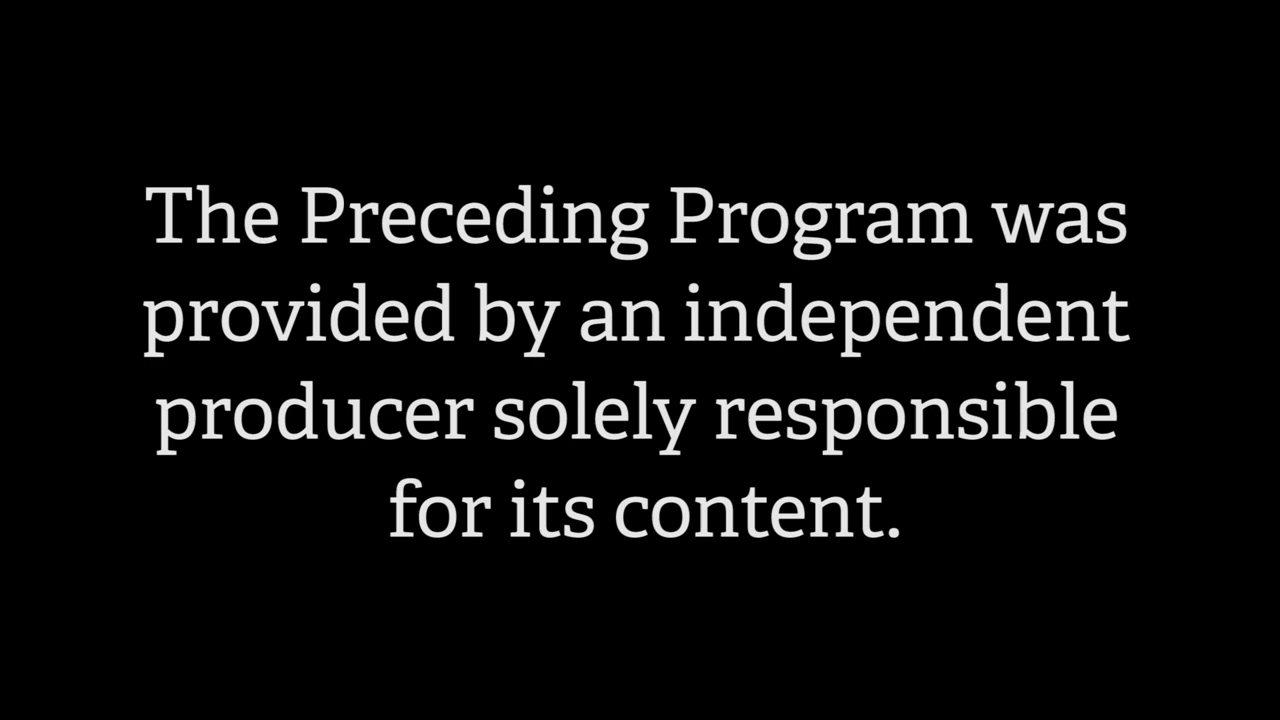 The Preceding Program was
provided by an independent
producer solely responsible
for its content.